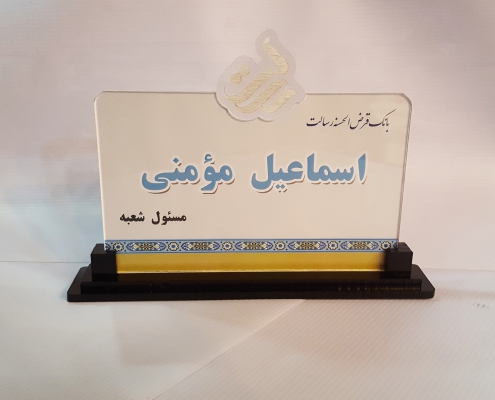 بانک قرض الحسنه رسالت
اسماعیل مؤمنی
مسئول شعبه